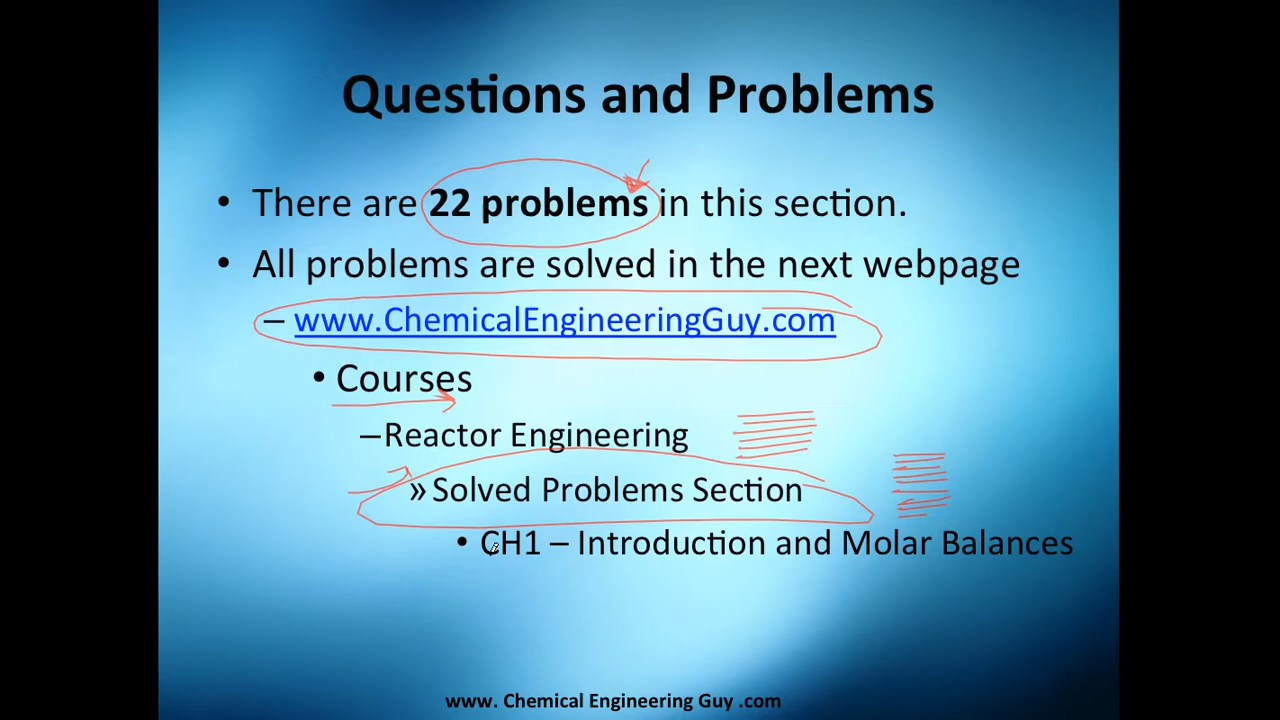 Questions and Problems
• There are 22 problems in this section.
• All problems are solved in the next webpage
– www.ChemicalEngineeringGuy.com
• Courses
–Reactor Engineering
» Solved Problems Section
• CH1 – Introduction and Molar Balances
www. Chemical Engineering Guy .com